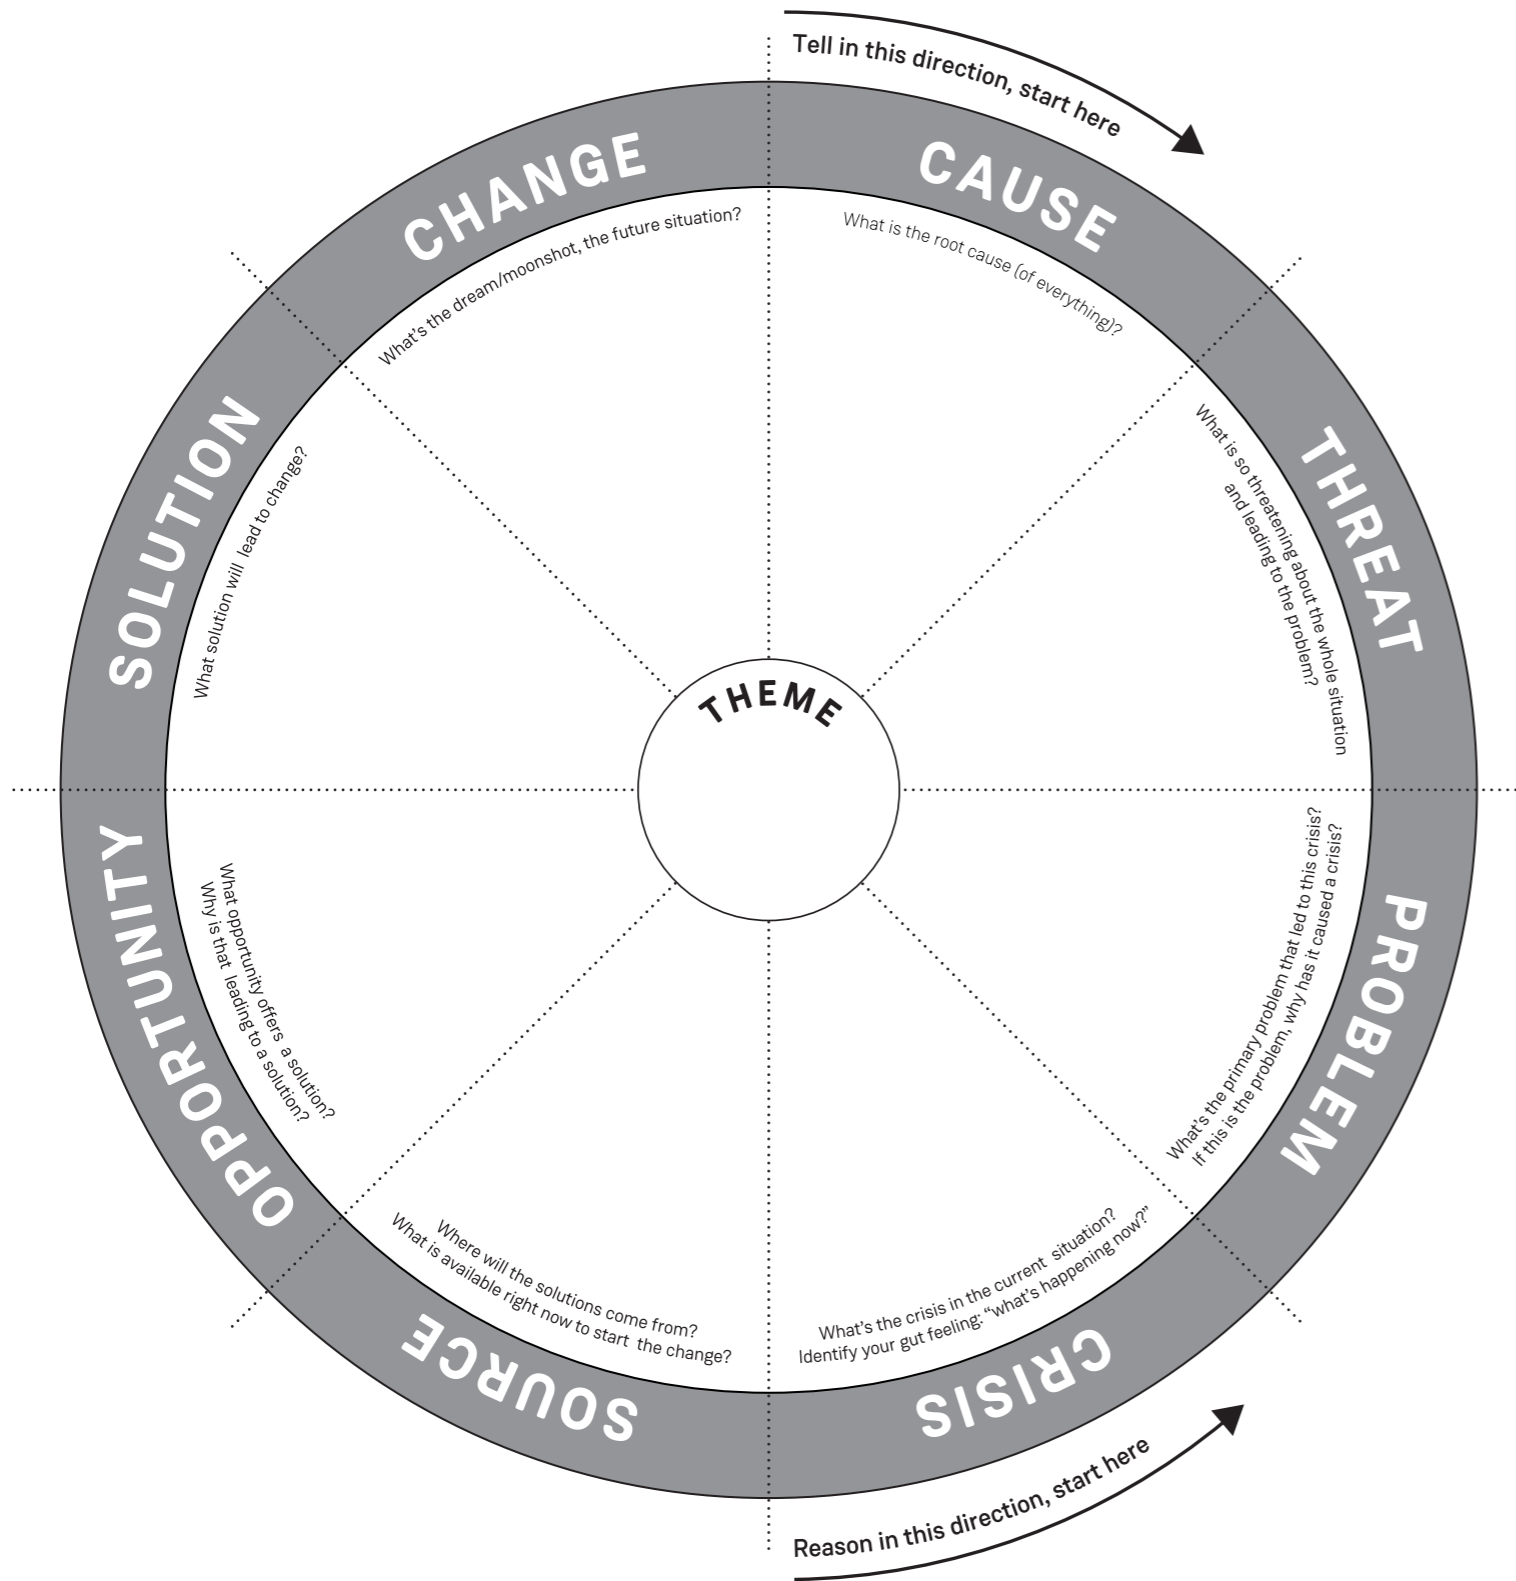 Tell in this direction, start here
CAUSE
What is the root cause (of everything)?
THREAT
What is so threatening about the whole situation
and leading to the problem?
PROBLEM
What's the primary problem that led to this crisis?
If this is the problem, why has it caused a crisis?
CRISIS
What's the crisis in the current situation?
Identify your gut feeling: “what's happening now?”
Reason in this direction, start here
SOURCE
Where will the solutions come from?
What is available right now to start the change?
OPPORTUNITY
What opportunity offers a solution?
Why is that leading to a solution?
SOLUTION
What solution will lead to change?
CHANGE
What's the dream/moonshot, the future situation?
THEME